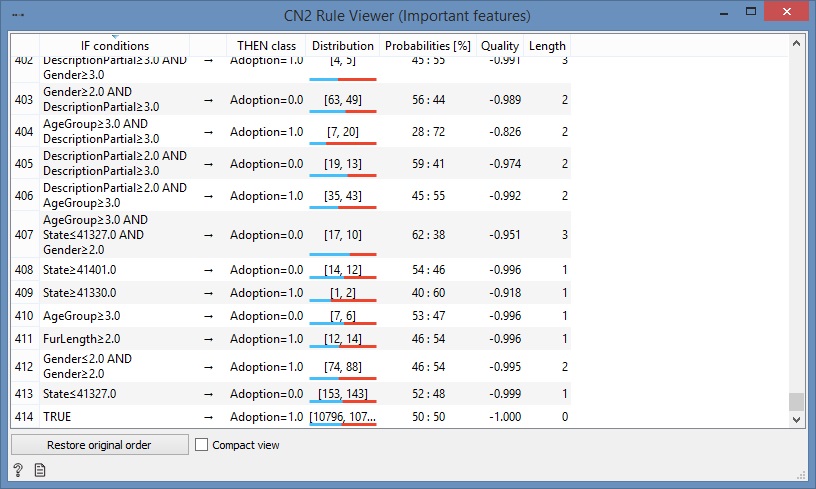 CN2 Rule Viewer (Important features)
IF conditions THEN class Distribution Probabilities [%] Quality Length
402 DescriptionPartial≥3.0 AND → Adoption=1.0 [4, 5] 45 : 55 -0.991 3
Gender≥3.0
403 Gender≥2.0 AND → Adoption=0.0 [63, 49] 56 : 44 -0.989 2
DescriptionPartial≥3.0
404 AgeGroup≥3.0 AND → Adoption=1.0 [7, 20] 28 : 72 -0.826 2
DescriptionPartial≥3.0
405 DescriptionPartial≥2.0 AND → Adoption=0.0 [19, 13] 59 : 41 -0.974 2
DescriptionPartial≥3.0
406 DescriptionPartial≥2.0 AND → Adoption=1.0 [35, 43] 45 : 55 -0.992 2
AgeGroup≥3.0
AgeGroup≥3.0 AND
407 State≤41327.0 AND → Adoption=0.0 [17, 10] 62 : 38 -0.951 3
Gender≥2.0
408 State≥41401.0 → Adoption=0.0 [14, 12] 54 : 46 -0.996 1
409 State≥41330.0 → Adoption=1.0 [1, 2] 40 : 60 -0.918 1
410 AgeGroup≥3.0 → Adoption=0.0 [7, 6] 53 : 47 -0.996 1
411 FurLength≥2.0 → Adoption=1.0 [12, 14] 46 : 54 -0.996 1
412 Gender≤2.0 AND → Adoption=1.0 [74, 88] 46 : 54 -0.995 2
Gender≥2.0
413 State≤41327.0 → Adoption=0.0 [153, 143] 52 : 48 -0.999 1
414 TRUE → Adoption=1.0 [10796, 107... 50 : 50 -1.000 0
Restore original order Compact view
?